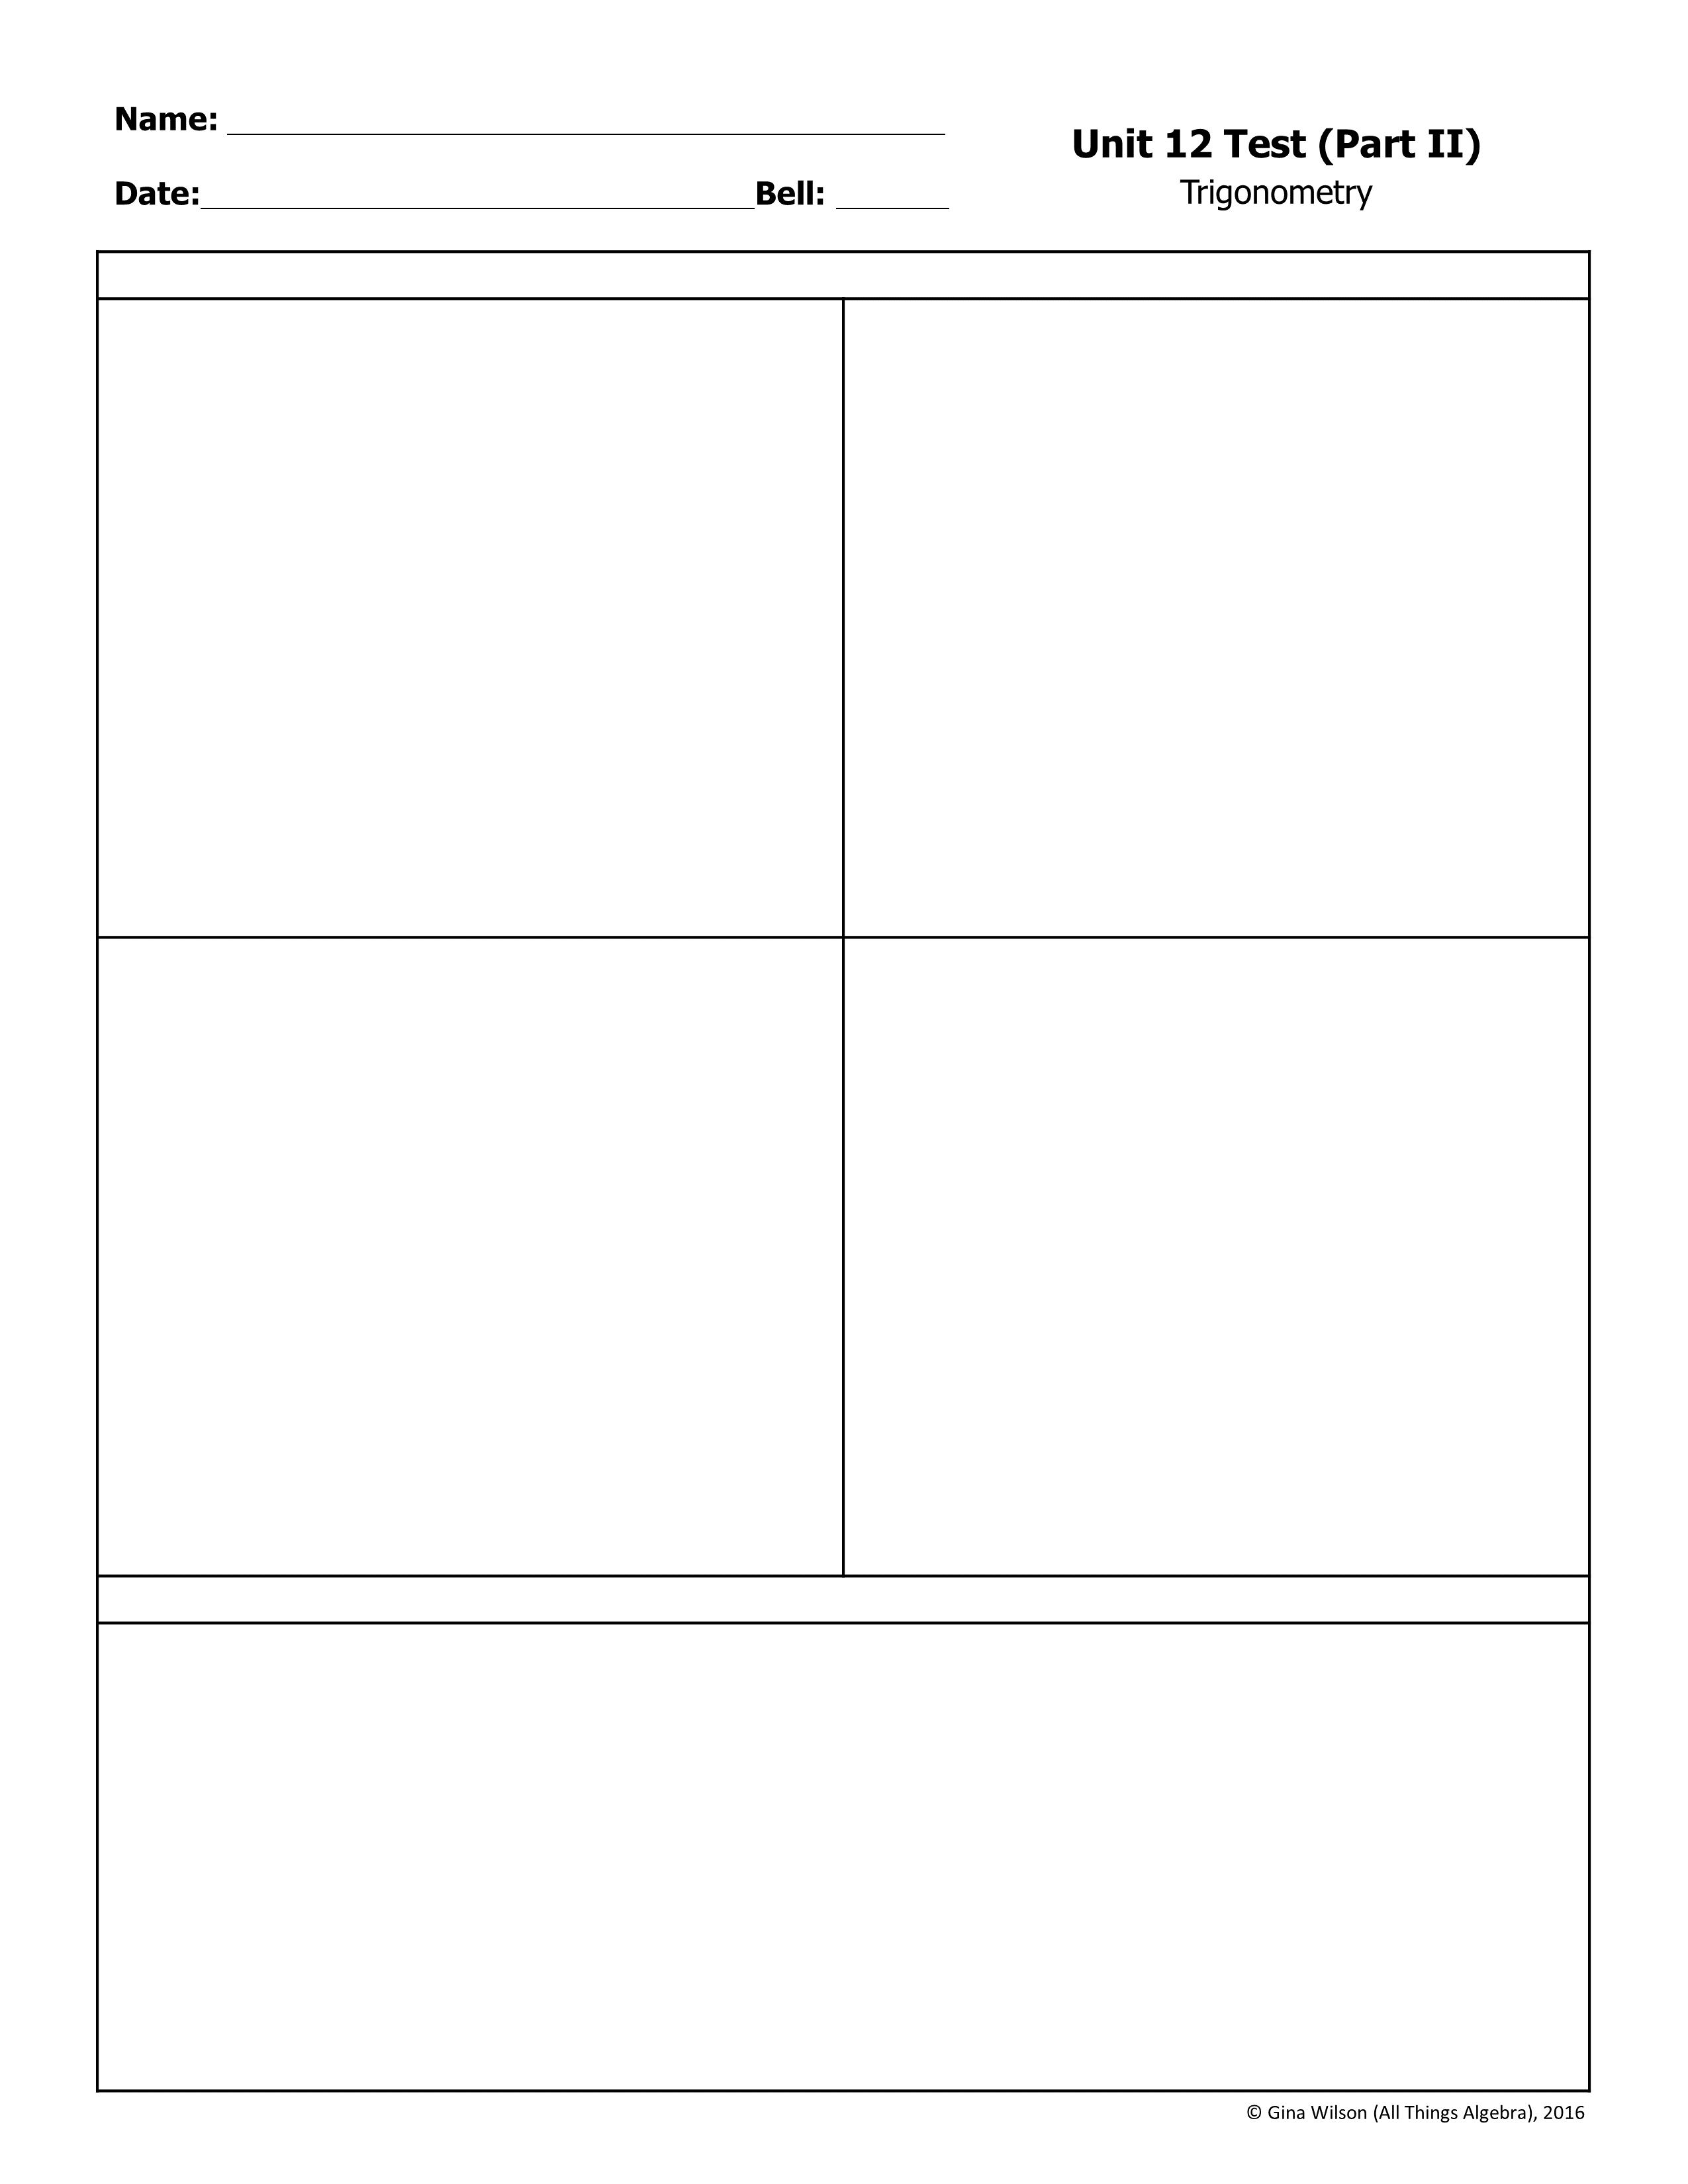 Name:
Unit 12 Test (Part II)
Date: Bell:
Trigonometry
© Gina Wilson (All Things Algebra), 2016